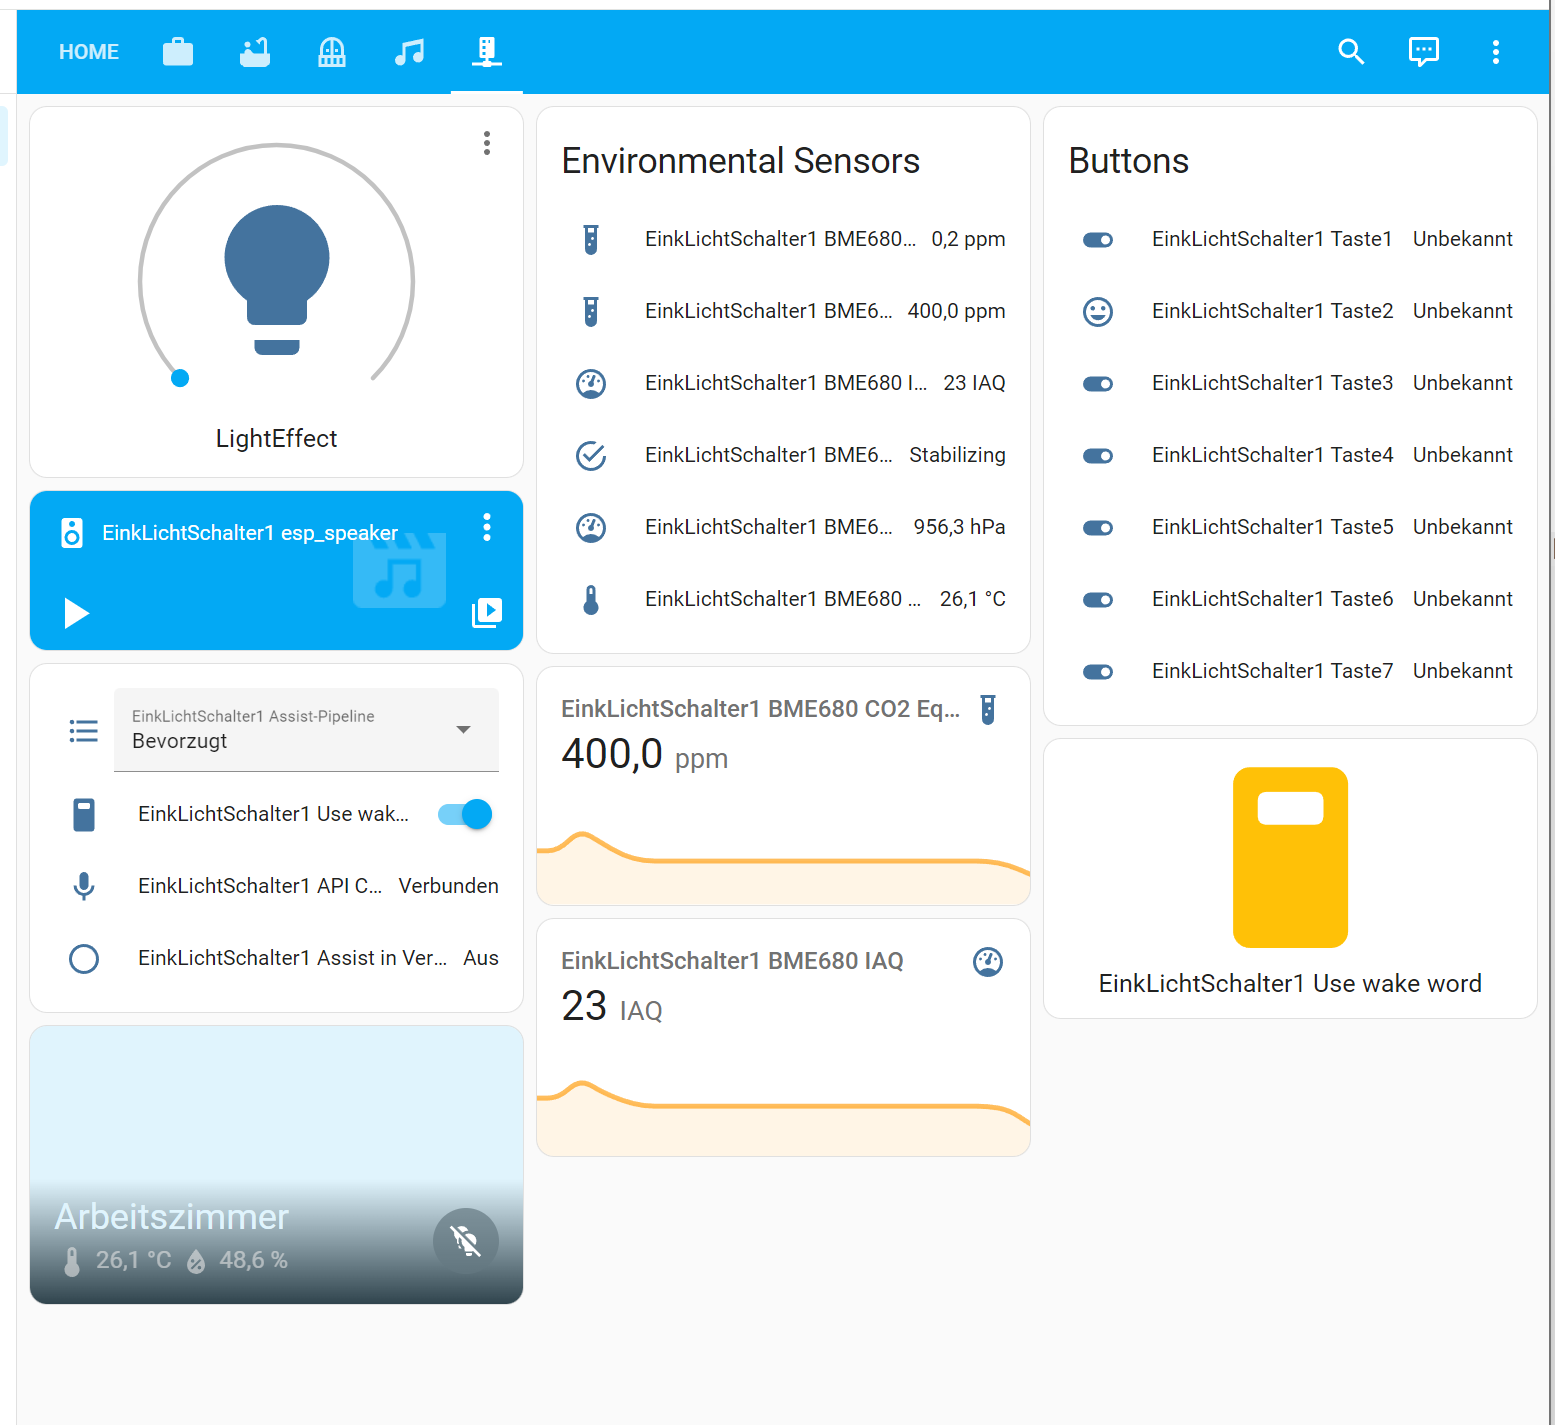 HOME
LightEffect
EinkLichtSchalter1 esp_speaker
EinkLichtSchalter1 Assist-Pipeline
Bevorzugt
EinkLichtSchalter1 Use wak...
EinkLichtSchalter1 API C... Verbunden
EinkLichtSchalter1 Assist in Ver... Aus
Arbeitszimmer
26,1 °C 48,6 %
Environmental Sensors
EinkLichtSchalter1 BME680... 0,2 ppm
EinkLichtSchalter1 BME6... 400,0 ppm
EinkLichtSchalter1 BME680 I... 23 IAQ
EinkLichtSchalter1 BME6... Stabilizing
EinkLichtSchalter1 BME6... 956,3 hPa
EinkLichtSchalter1 BME680 ... 26,1 °C
EinkLichtSchalter1 BME680 CO2 Eq...
400,0 ppm
EinkLichtSchalter1 BME680 IAQ
23 IAQ
Buttons
EinkLichtSchalter1 Taste1 Unbekannt
EinkLichtSchalter1 Taste2 Unbekannt
EinkLichtSchalter1 Taste3 Unbekannt
EinkLichtSchalter1 Taste4 Unbekannt
EinkLichtSchalter1 Taste5 Unbekannt
EinkLichtSchalter1 Taste6 Unbekannt
EinkLichtSchalter1 Taste7 Unbekannt
EinkLichtSchalter1 Use wake word